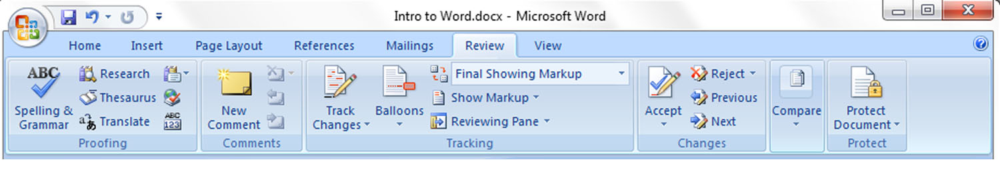 Intro to Word.docx - Microsoft Word
Home Insert Page Layout References Mailings Review View
ABC
Spelling &
Grammar
Research
Thesaurus
Translate
ABC
123
Proofing
New
Comment
Comments
Track
Changes
Balloons
Final Showing Markup
Show Markup
Reviewing Pane
Tracking
Accept
Reject
Previous
Next
Changes
Compare
Protect
Document
Protect